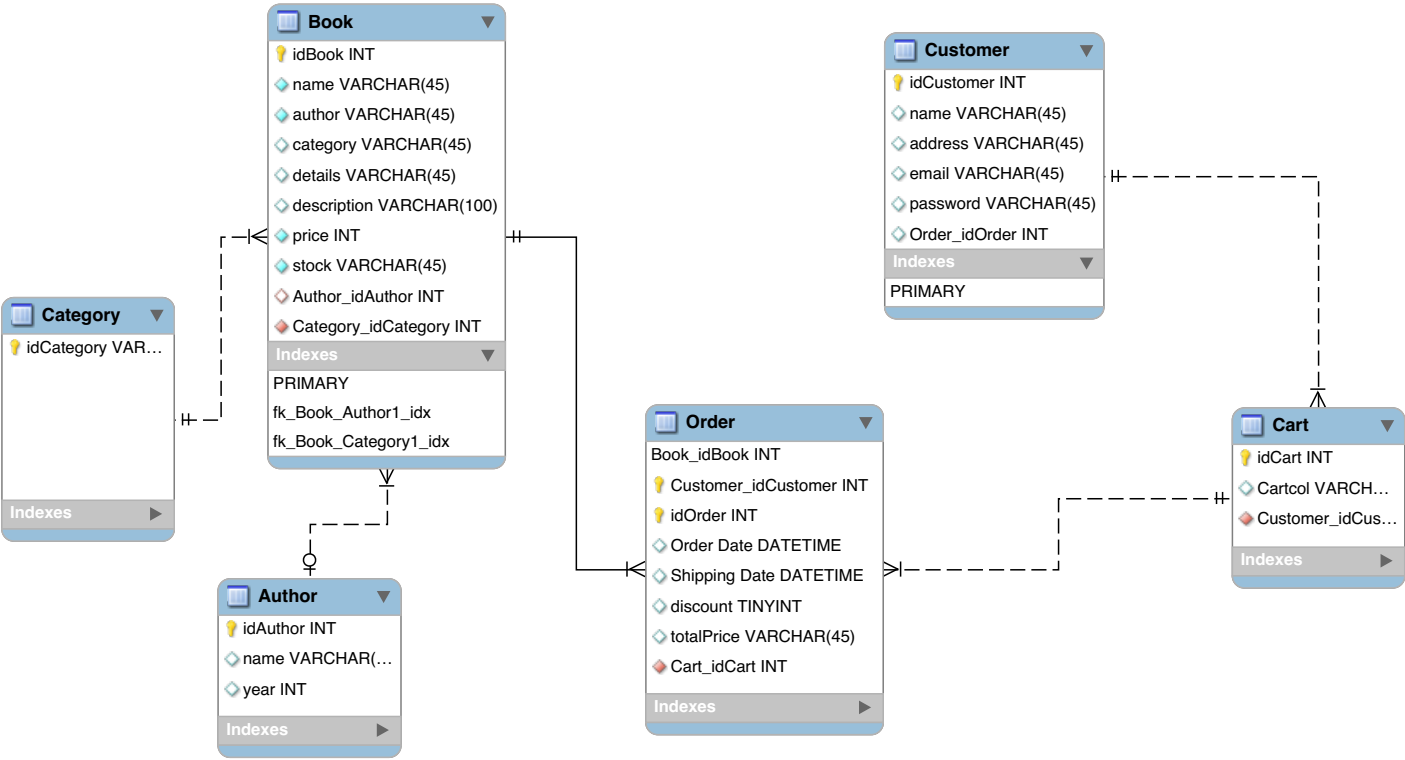 Book
idBook INT
name VARCHAR(45)
author VARCHAR(45)
category VARCHAR(45)
details VARCHAR(45)
description VARCHAR(100)
price INT
stock VARCHAR(45)
Author_idAuthor INT
Category_idCategory INT
Indexes
PRIMARY
fk_Book_Author1_idx
fk_Book_Category1_idx
Customer
idCustomer INT
name VARCHAR(45)
address VARCHAR(45)
email VARCHAR(45)
password VARCHAR(45)
Order_idOrder INT
Indexes
PRIMARY
Category
idCategory VAR...
Indexes
Order
Book_idBook INT
Customer_idCustomer INT
idOrder INT
Order Date DATETIME
Shipping Date DATETIME
discount TINYINT
totalPrice VARCHAR(45)
Cart_idCart INT
Indexes
Cart
idCart INT
Cartcol VARCH...
Customer_idCus...
Indexes
Author
idAuthor INT
name VARCHAR(...
year INT
Indexes